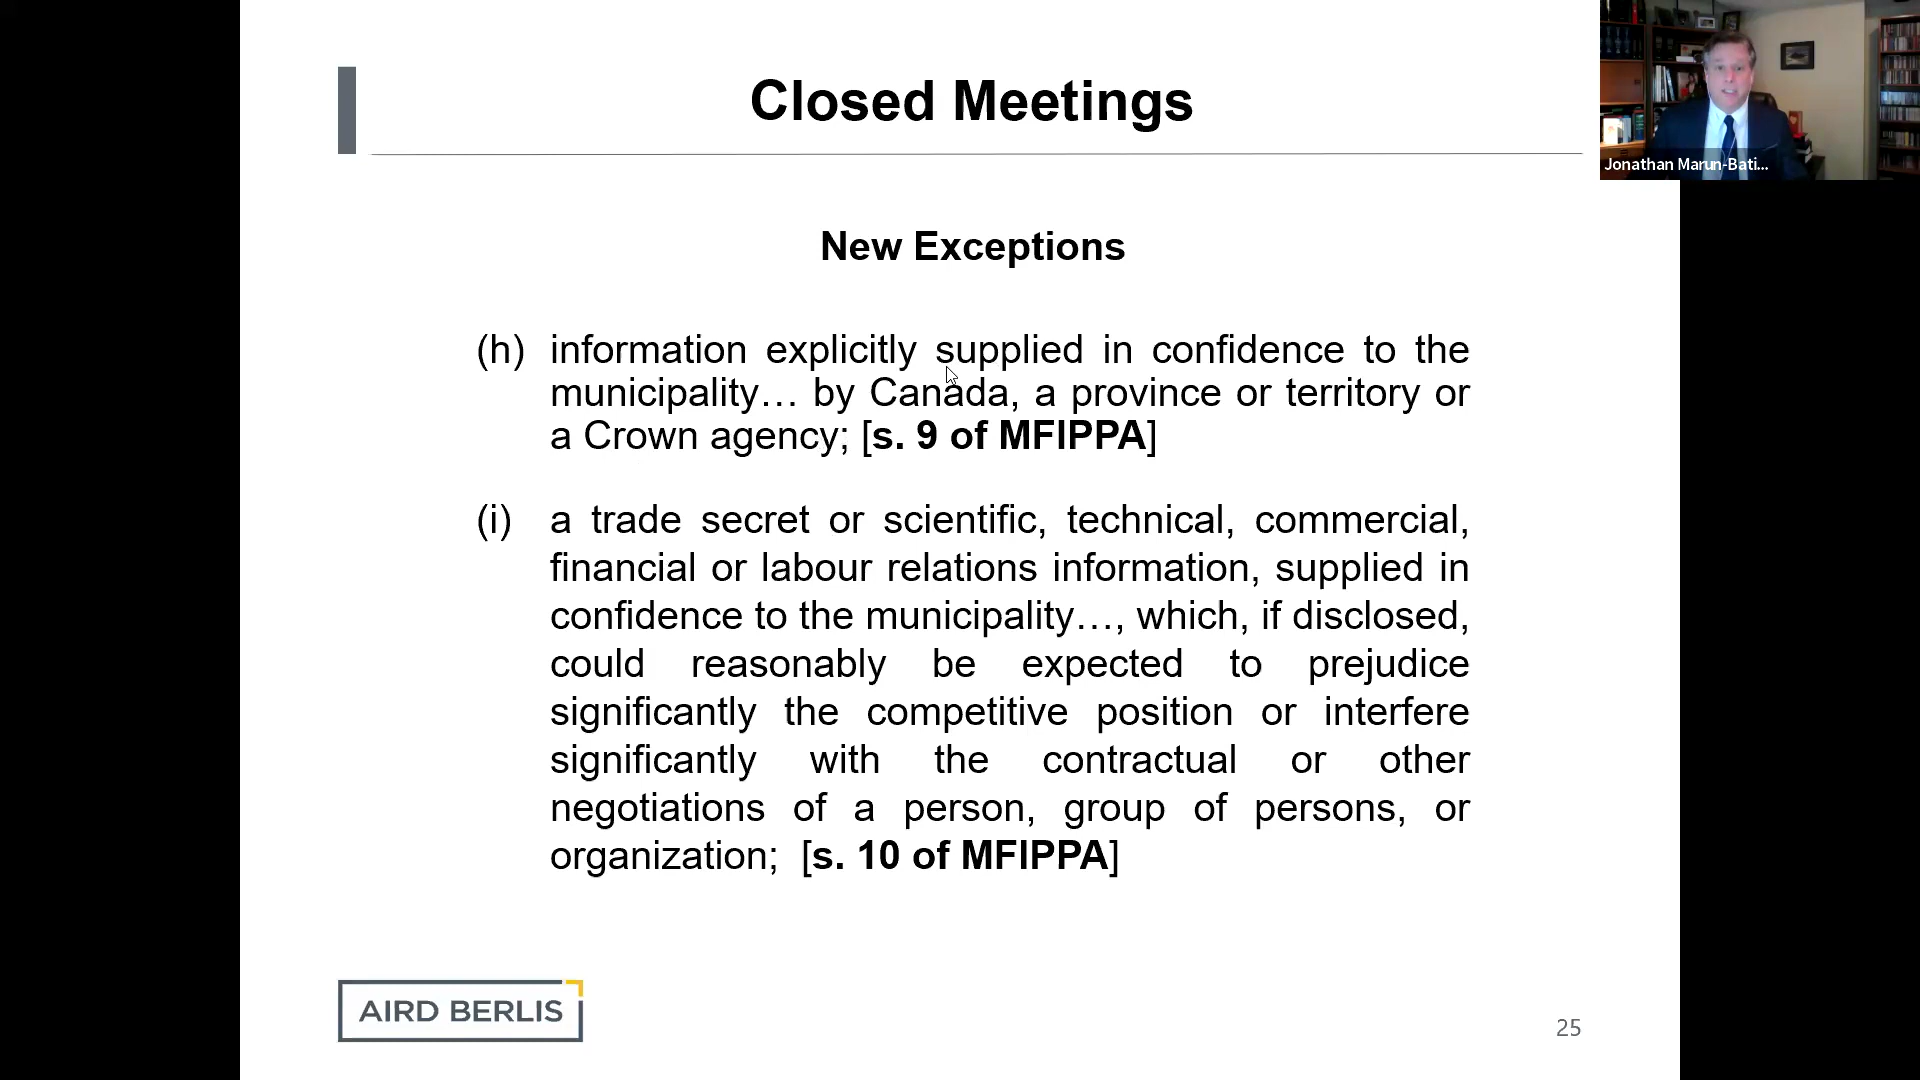 Closed Meetings
Jonathan Marun-Bati...
New Exceptions
(h) information explicitly supplied in confidence to the
municipality… by Canada, a province or territory or
a Crown agency; [s. 9 of MFIPPA]
(i) a trade secret or scientific, technical, commercial,
financial or labour relations information, supplied in
confidence to the municipality…, which, if disclosed,
could reasonably be expected to prejudice
significantly the competitive position or interfere
significantly with the contractual or other
negotiations of a person, group of persons, or
organization; [s. 10 of MFIPPA]
AIRD BERLIS
25